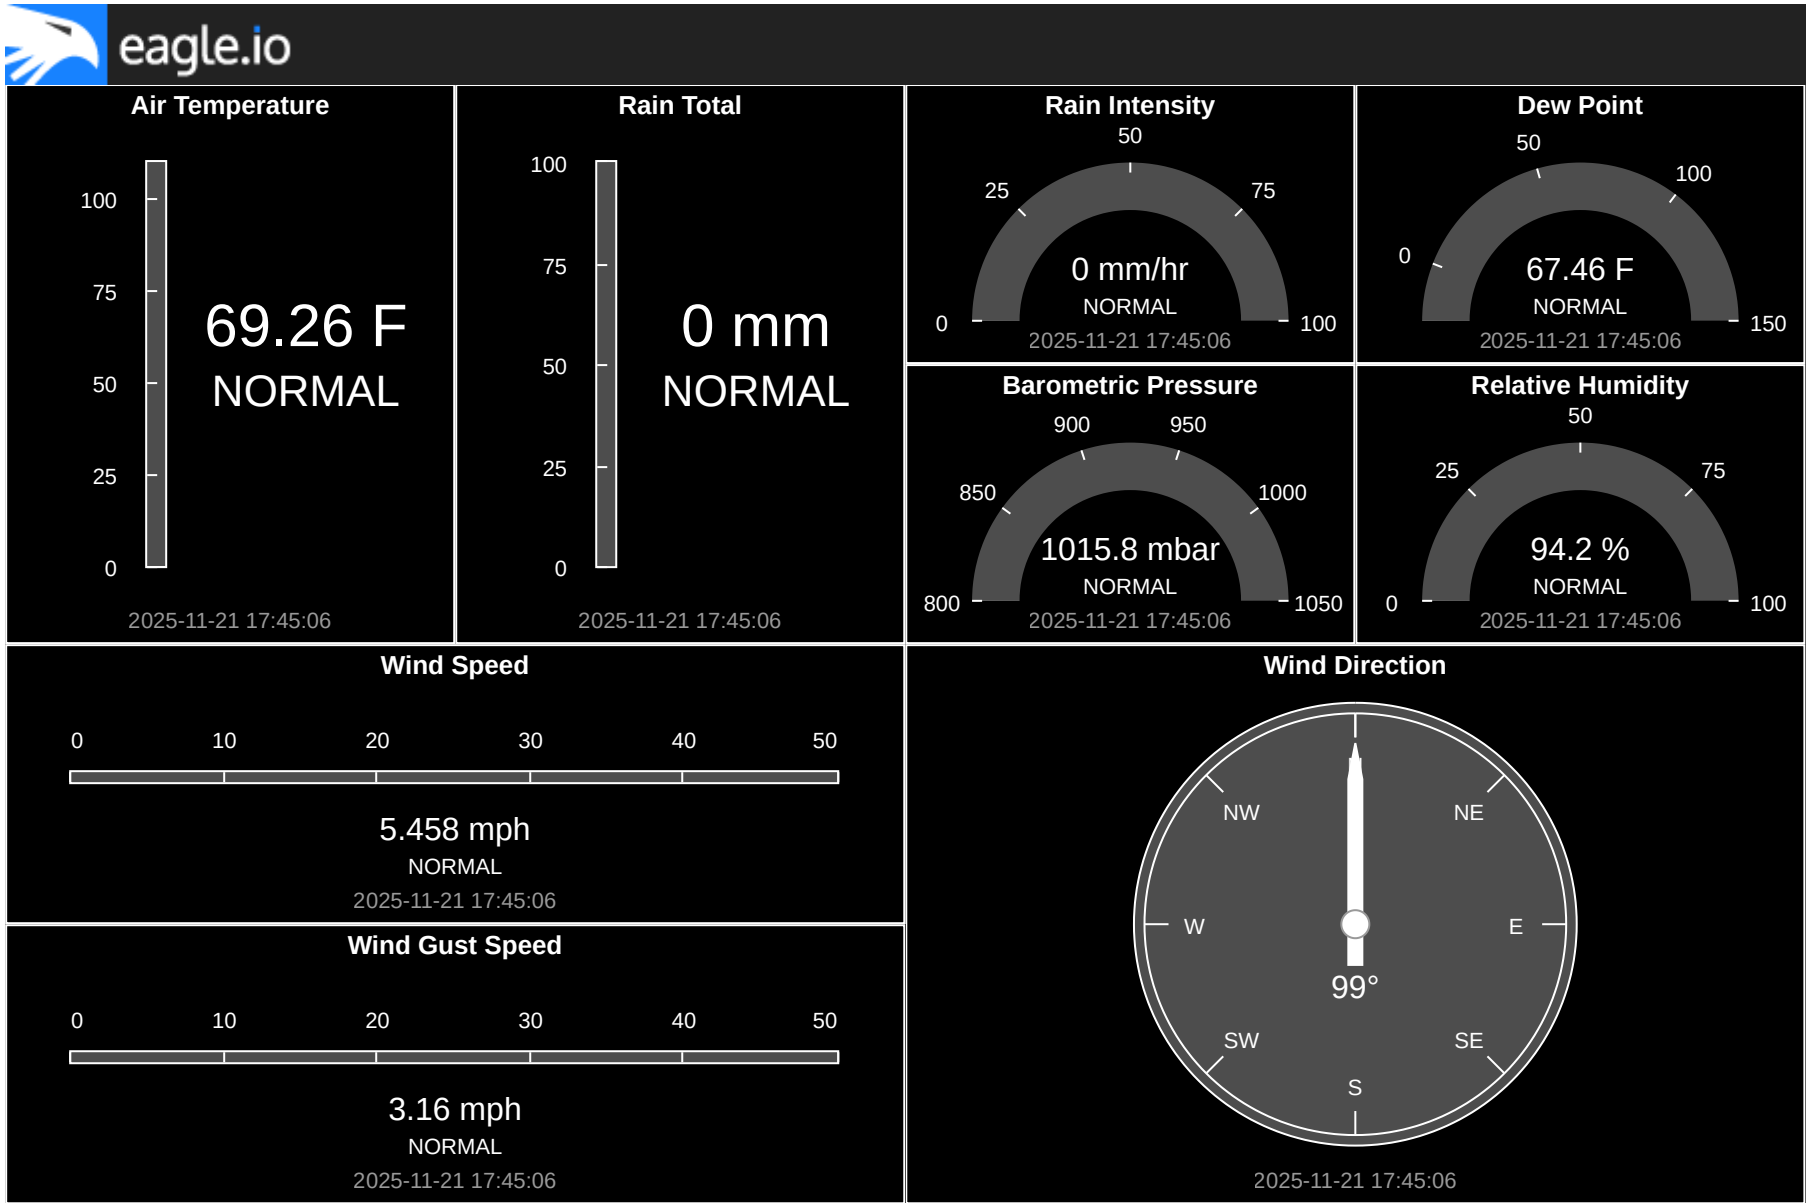 eagle.io
Air Temperature
100
75
50
25
0
69.26 F
NORMAL
2025-11-21 17:45:06
Rain Total
100
75
50
25
0
0 mm
NORMAL
2025-11-21 17:45:06
Rain Intensity
50
25
75
0
100
0 mm/hr
NORMAL
2025-11-21 17:45:06
Dew Point
50
100
0
150
67.46 F
NORMAL
2025-11-21 17:45:06
Barometric Pressure
900
950
850
1000
800
1050
1015.8 mbar
NORMAL
2025-11-21 17:45:06
Relative Humidity
50
25
75
0
100
94.2 %
NORMAL
2025-11-21 17:45:06
Wind Speed
0 10 20 30 40 50
5.458 mph
NORMAL
2025-11-21 17:45:06
Wind Gust Speed
0 10 20 30 40 50
3.16 mph
NORMAL
2025-11-21 17:45:06
Wind Direction
NW NE
W E
99°
SW SE
S
2025-11-21 17:45:06